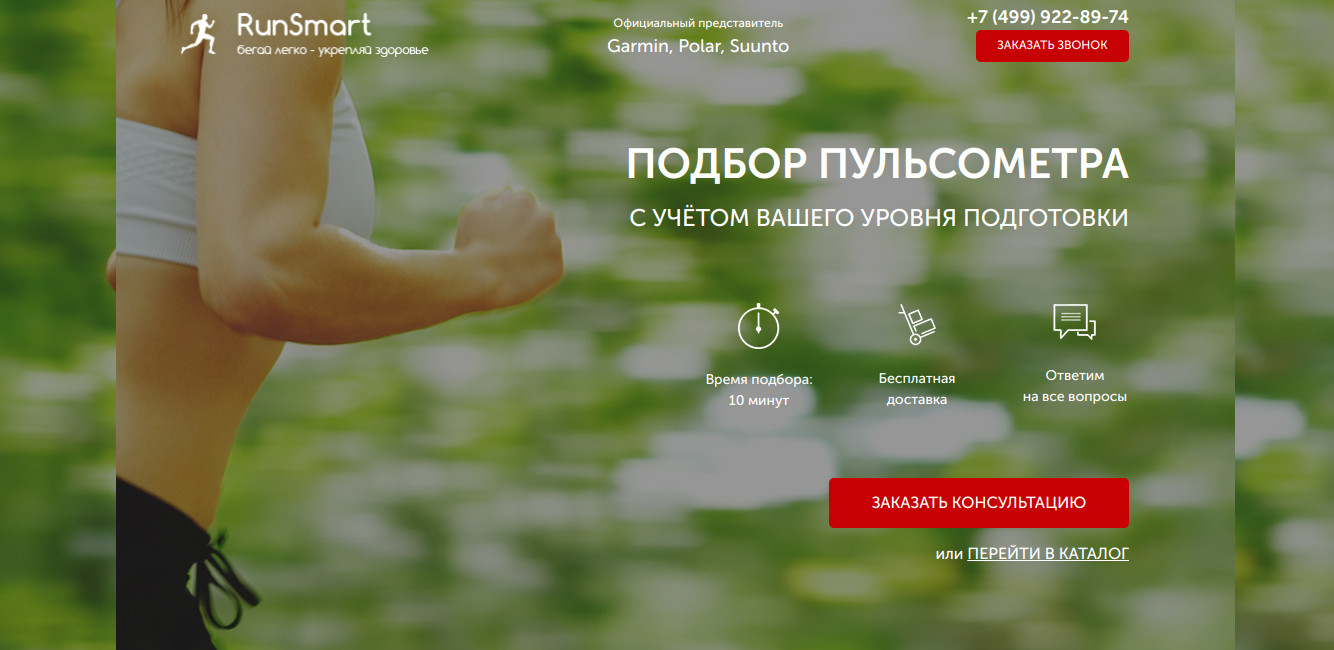 RunSmart
бегай легко - укрепляй здоровье
Официальный представитель
Garmin, Polar, Suunto
+7 (499) 922-89-74
ЗАКАЗАТЬ ЗВОНОК
ПОДБОР ПУЛЬСОМЕТРА
С УЧЁТОМ ВАШЕГО УРОВНЯ ПОДГОТОВКИ
Время подбора:
10 минут
Бесплатная
доставка
Ответим
на все вопросы
ЗАКАЗАТЬ КОНСУЛЬТАЦИЮ
или ПЕРЕЙТИ В КАТАЛОГ